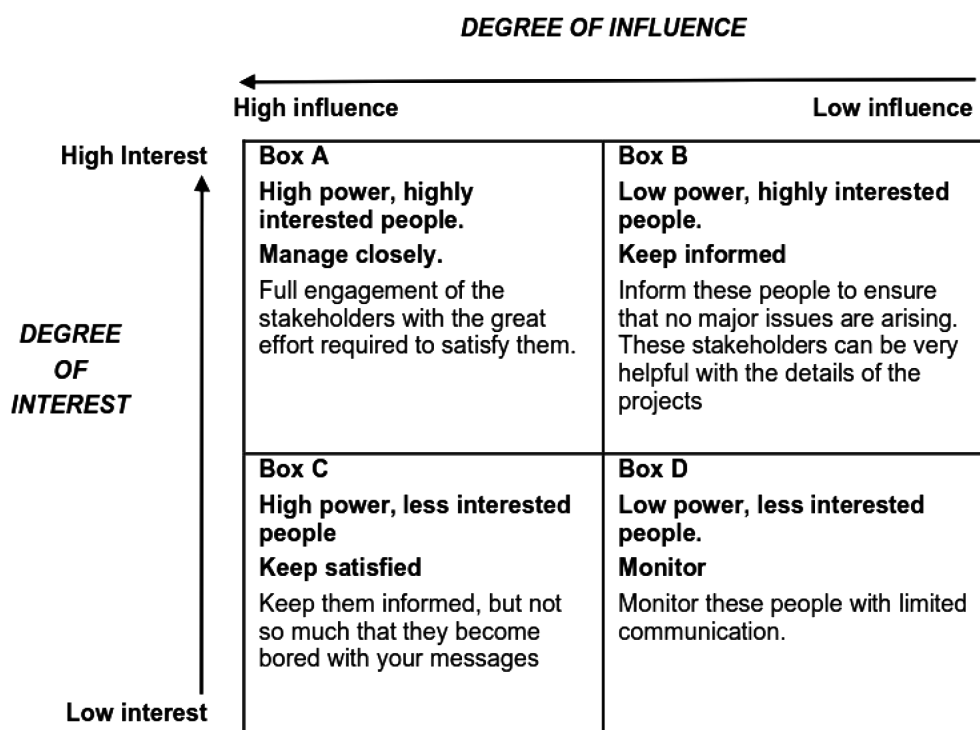 DEGREE OF INFLUENCE
High influence
Low influence
High Interest
DEGREE
OF
INTEREST
Low interest
Box A
High power, highly
interested people.
Manage closely.
Full engagement of the
stakeholders with the great
effort required to satisfy them.
Box B
Low power, highly interested
people.
Keep informed
Inform these people to ensure
that no major issues are arising.
These stakeholders can be very
helpful with the details of the
projects
Box C
High power, less interested
people
Keep satisfied
Keep them informed, but not
so much that they become
bored with your messages
Box D
Low power, less interested
people.
Monitor
Monitor these people with limited
communication.